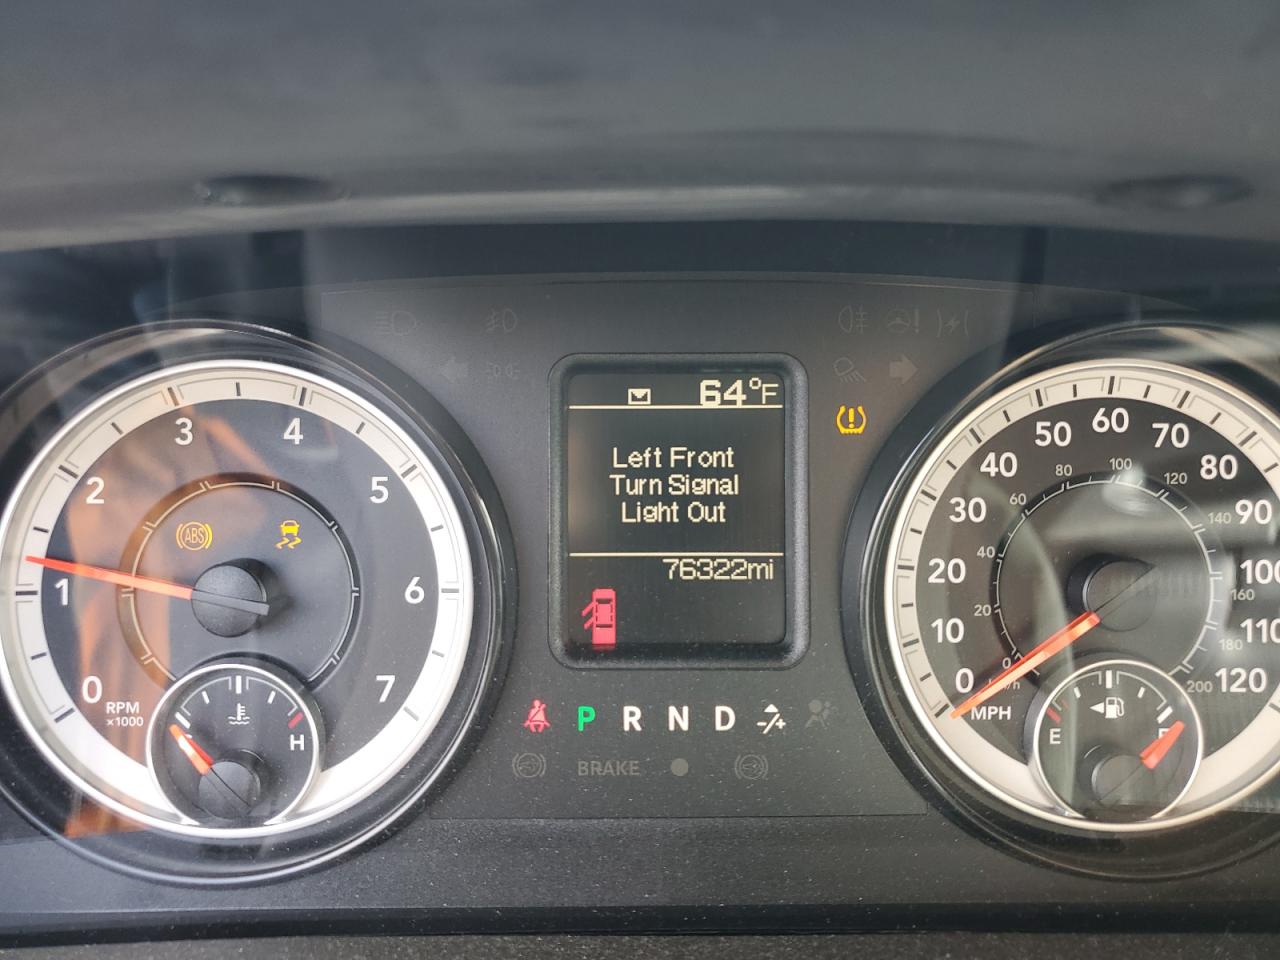 64°F
Left Front
Turn Signal
Light Out
76322mi
0
1
2
3
4
5
6
7
RPM
x1000
ABS
H
0
10
20
30
40
50
60
70
80
90
100
110
120
MPH
0
20
40
60
80
100
120
140
160
180
200
km/h
E
F
P R N D -/+
BRAKE